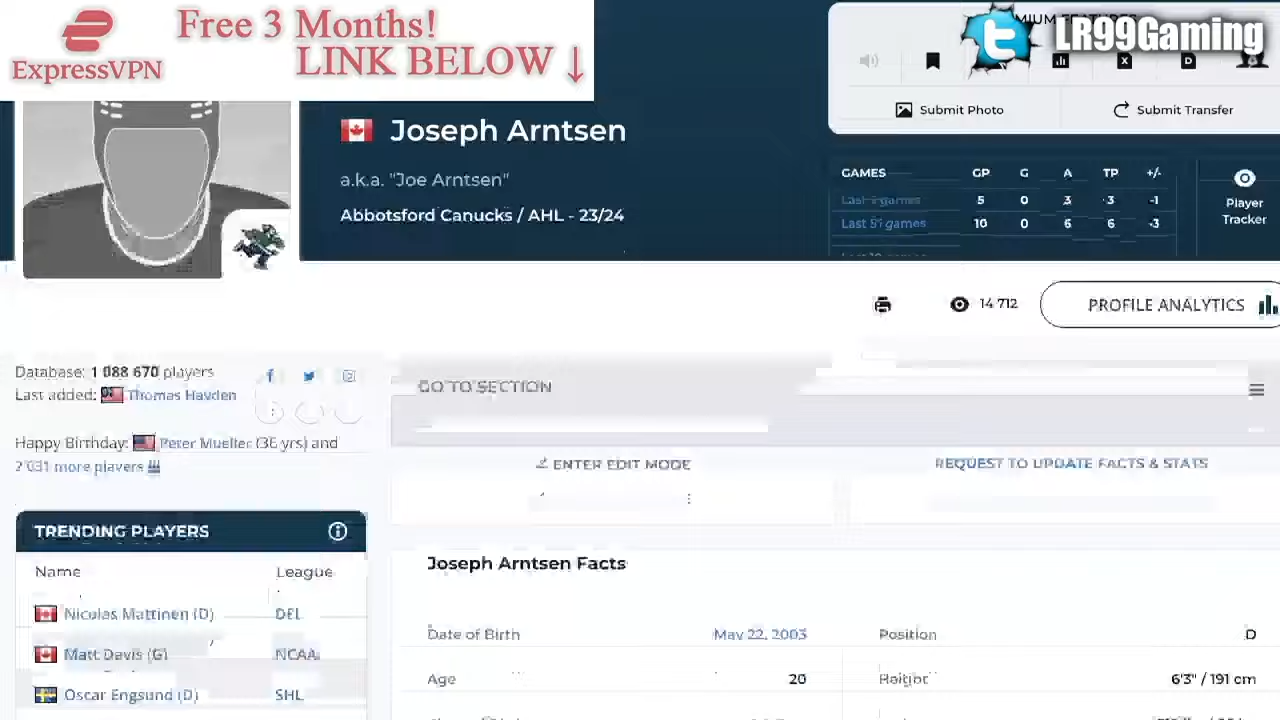 Free 3 Months!
LINK BELOW ↓
ExpressVPN
LR99Gaming
Submit Photo
Submit Transfer
Joseph Arntsen
a.k.a. "Joe Arntsen"
Abbotsford Canucks / AHL - 23/24
GAMES GP G A TP +/-
Last games 5 0 3 3 -1
Last games 10 0 6 6 -3
Player
Tracker
14 712
PROFILE ANALYTICS
Database: 1 088 670 players
Last added: Thomas Hayden
GO TO SECTION
Happy Birthday: Peter Mueller (36 yrs) and
more players
ENTER EDIT MODE
REQUEST TO UPDATE FACTS & STATS
TRENDING PLAYERS
Name League
Nicolas Mattinen (D) DEL
Matt Davis (G) NCAA
Oscar Engsund (D) SHL
Joseph Arntsen Facts
Date of Birth May 22, 2003
Position D
Age 20
Height 6'3" / 191 cm